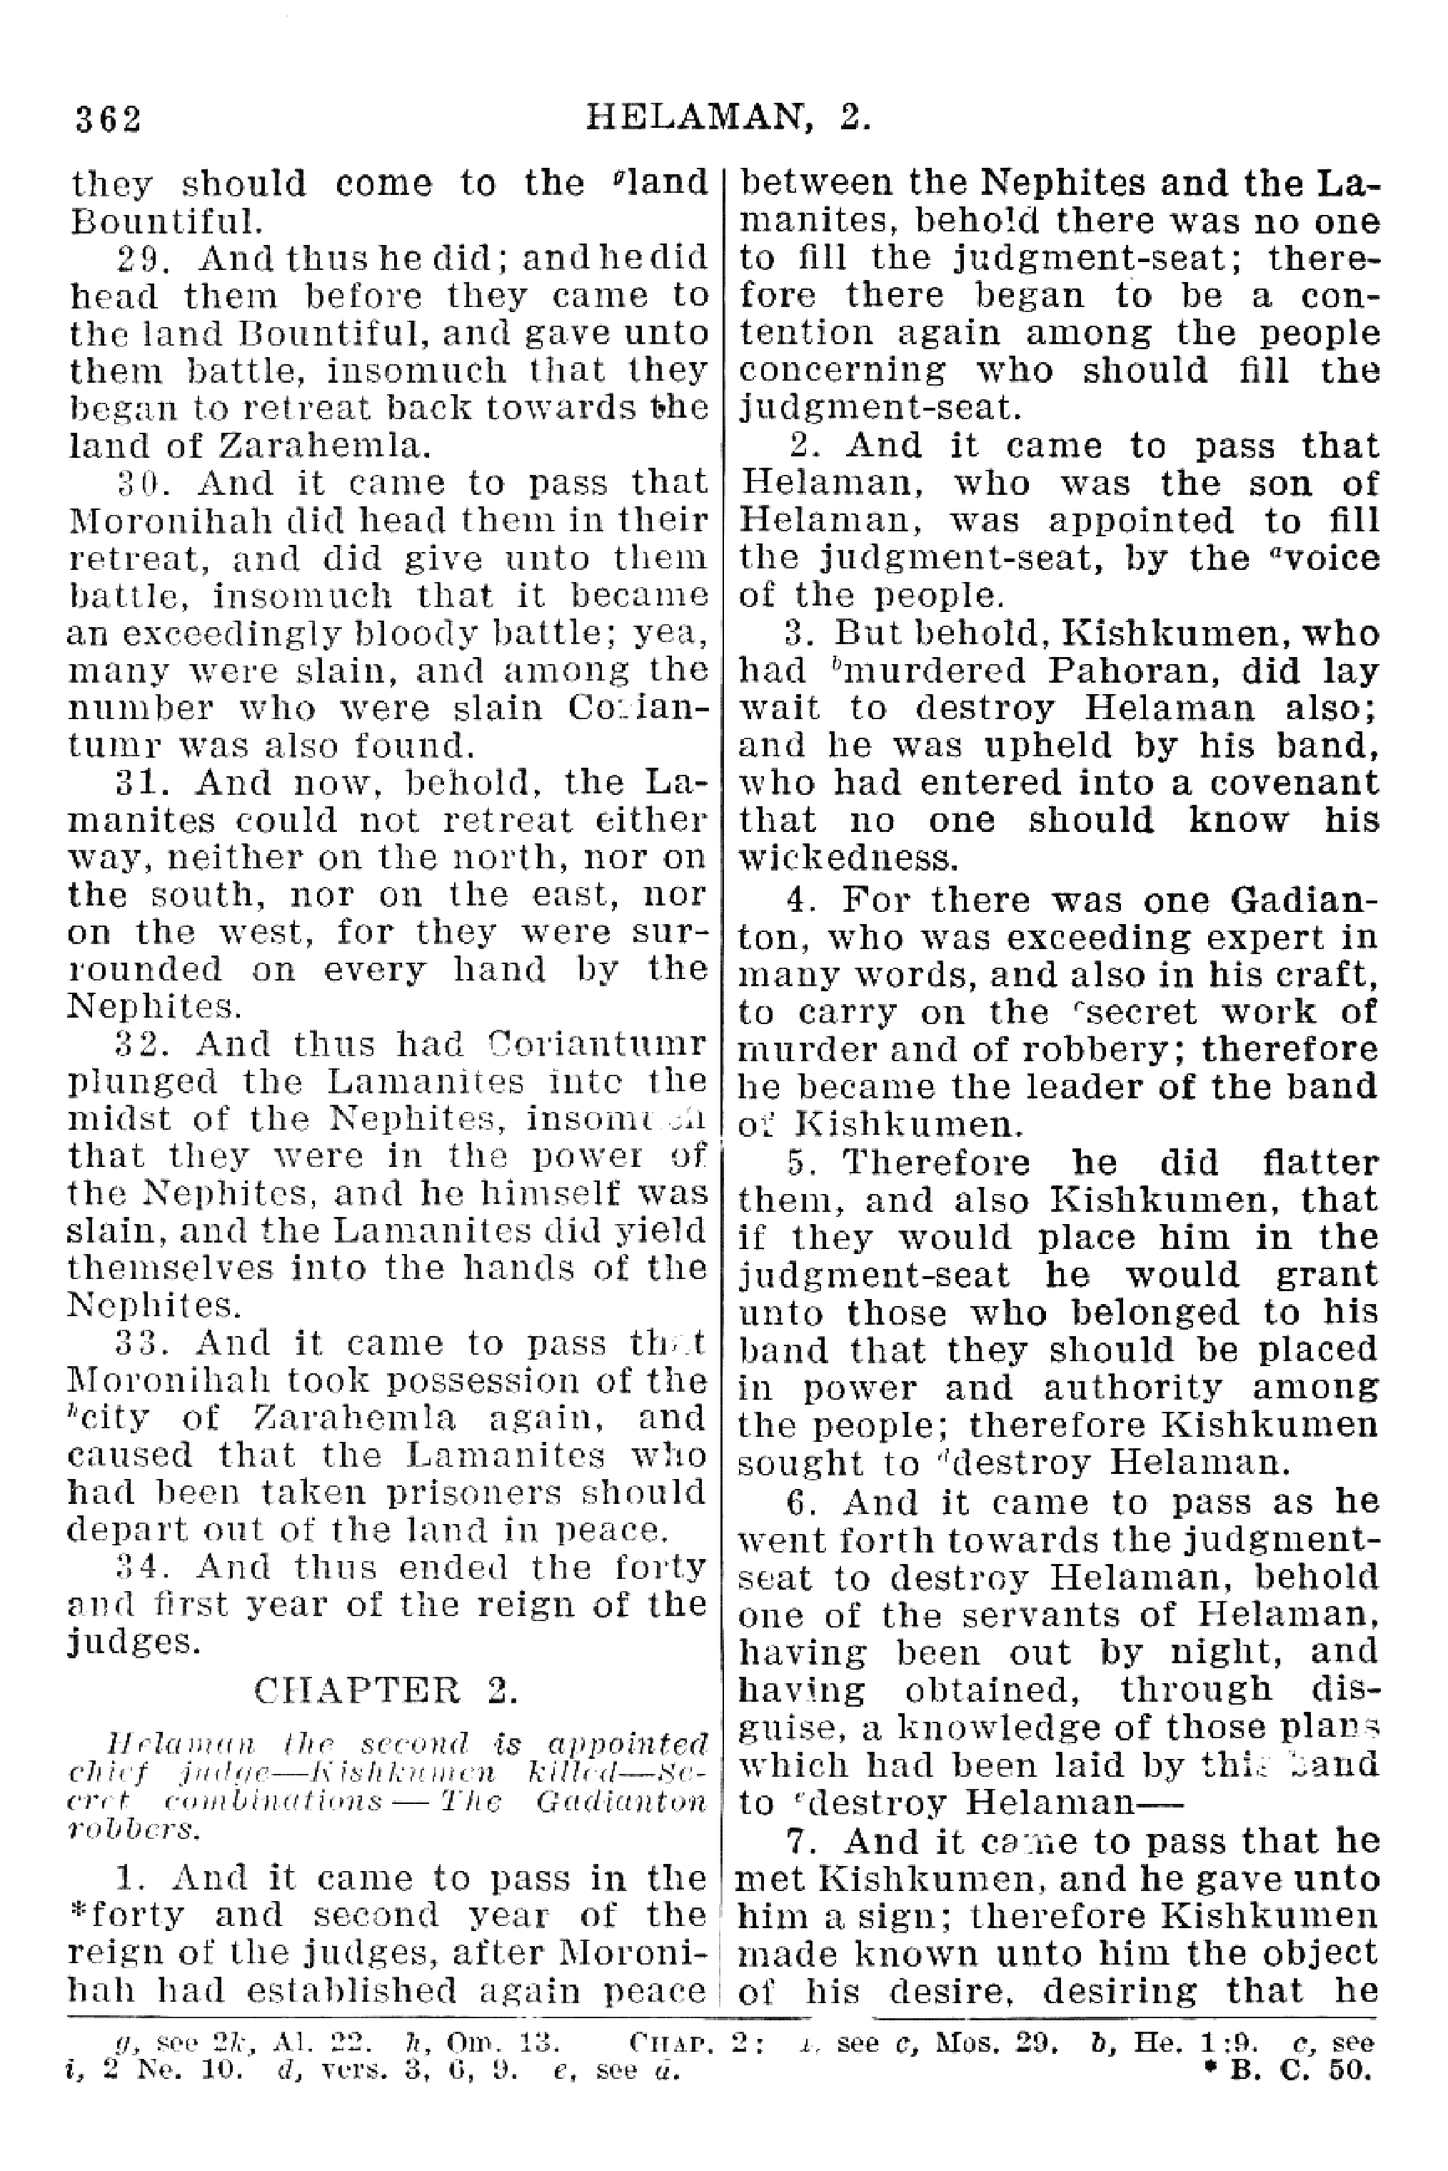 362
HELAMAN, 2.
they should come to the ᵍland
Bountiful.
29. And thus he did; and he did
head them before they came to
the land Bountiful, and gave unto
them battle, insomuch that they
began to retreat back towards the
land of Zarahemla.
30. And it came to pass that
Moronihah did head them in their
retreat, and did give unto them
battle, insomuch that it became
an exceedingly bloody battle; yea,
many were slain, and among the
number who were slain Corian-
tumr was also found.
31. And now, behold, the La-
manites could not retreat either
way, neither on the north, nor on
the south, nor on the east, nor
on the west, for they were sur-
rounded on every hand by the
Nephites.
32. And thus had Coriantumr
plunged the Lamanites into the
midst of the Nephites, insomuch
that they were in the power of
the Nephites, and he himself was
slain, and the Lamanites did yield
themselves into the hands of the
Nephites.
33. And it came to pass that
Moronihah took possession of the
ʰcity of Zarahemla again, and
caused that the Lamanites who
had been taken prisoners should
depart out of the land in peace.
34. And thus ended the forty
and first year of the reign of the
judges.
CHAPTER 2.
Helaman the second is appointed
chief judge—Kishkumen killed—Se-
cret combinations—The Gadianton
robbers.
1. And it came to pass in the
*forty and second year of the
reign of the judges, after Moroni-
hah had established again peace
between the Nephites and the La-
manites, behold there was no one
to fill the judgment-seat; there-
fore there began to be a con-
tention again among the people
concerning who should fill the
judgment-seat.
2. And it came to pass that
Helaman, who was the son of
Helaman, was appointed to fill
the judgment-seat, by the ᵃvoice
of the people.
3. But behold, Kishkumen, who
had ᵇmurdered Pahoran, did lay
wait to destroy Helaman also;
and he was upheld by his band,
who had entered into a covenant
that no one should know his
wickedness.
4. For there was one Gadian-
ton, who was exceeding expert in
many words, and also in his craft,
to carry on the ᶜsecret work of
murder and of robbery; therefore
he became the leader of the band
of Kishkumen.
5. Therefore he did flatter
them, and also Kishkumen, that
if they would place him in the
judgment-seat he would grant
unto those who belonged to his
band that they should be placed
in power and authority among
the people; therefore Kishkumen
sought to ᵈdestroy Helaman.
6. And it came to pass as he
went forth towards the judgment-
seat to destroy Helaman, behold
one of the servants of Helaman,
having been out by night, and
having obtained, through dis-
guise, a knowledge of those plans
which had been laid by this band
to ᵉdestroy Helaman—
7. And it came to pass that he
met Kishkumen, and he gave unto
him a sign; therefore Kishkumen
made known unto him the object
of his desire, desiring that he
g, see 2k, Al. 22. h, Om. 13. CHAP. 2: a, see c, Mos. 29. b, He. 1:9. c, see
i, 2 Ne. 10. d, vers. 3, 6, 9. e, see d. * B. C. 50.